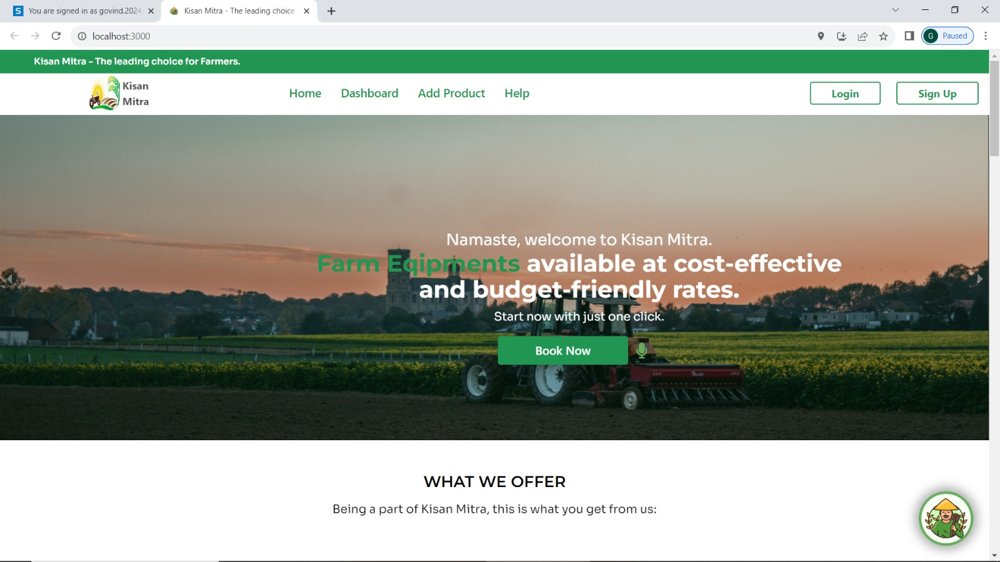 You are signed in as govind.2024
Kisan Mitra - The leading choice
localhost:3000
G Paused
Kisan Mitra - The leading choice for Farmers.
Kisan
Mitra
Home Dashboard Add Product Help
Login Sign Up
Namaste, welcome to Kisan Mitra.
Farm Eqipments available at cost-effective
and budget-friendly rates.
Start now with just one click.
Book Now
WHAT WE OFFER
Being a part of Kisan Mitra, this is what you get from us: